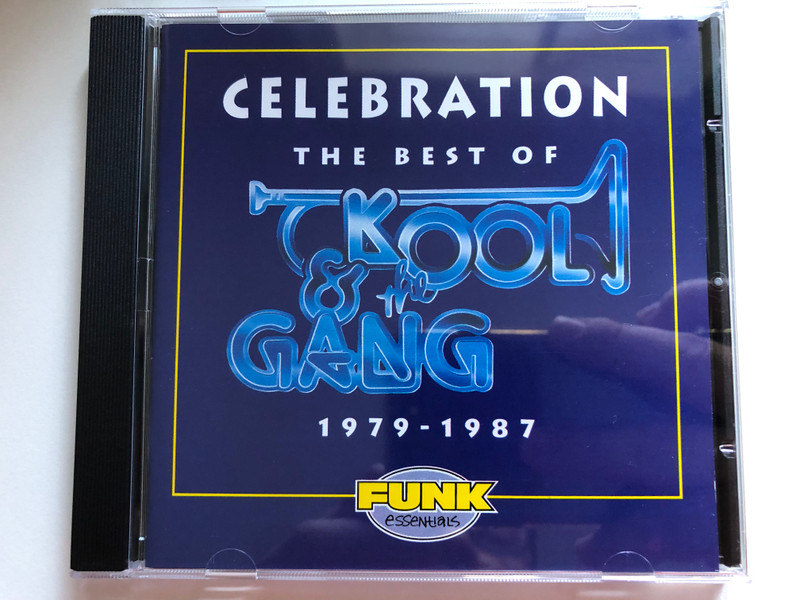 CELEBRATION
THE BEST OF
KOOL
& the
GANG
1979-1987
FUNK
essentials